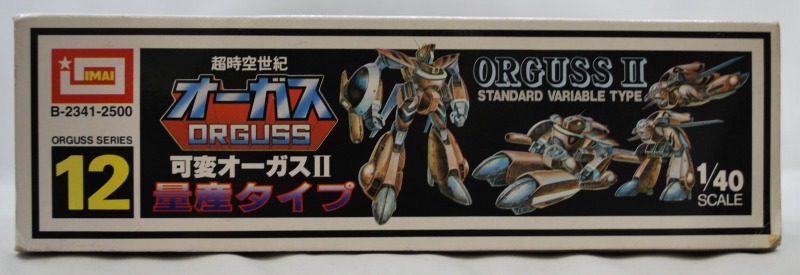 IMAI
B-2341-2500
ORGUSS SERIES
12
超時空世紀
オーガス
ORGUSS
可変オーガスII
量産タイプ
ORGUSS II
STANDARD VARIABLE TYPE
1/40
SCALE